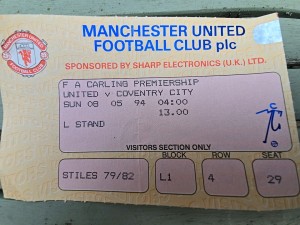 MANCHESTER UNITED
FOOTBALL CLUB plc
SPONSORED BY SHARP ELECTRONICS (U.K.) LTD.
F A CARLING PREMIERSHIP
UNITED V COVENTRY CITY
SUN 08 05 94 04:00
13.00
L STAND
VISITORS SECTION ONLY
BLOCK ROW SEAT
STILES 79/82 L1 4 29